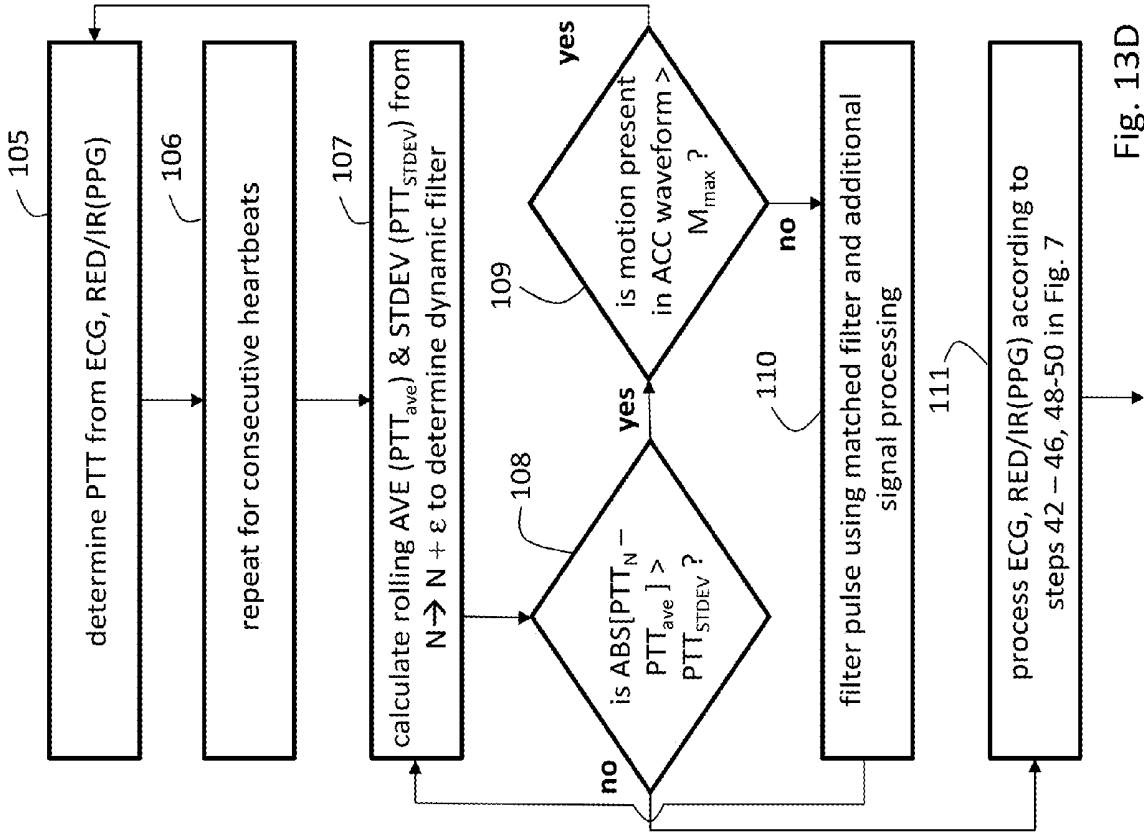 105
determine PTT from ECG, RED/IR(PPG)
106
repeat for consecutive heartbeats
107
calculate rolling AVE (PTTave) & STDEV (PTTSTDEV) from
N→ N + ε to determine dynamic filter
108
is ABS[PTTN –
PTTave] >
PTTSTDEV ?
no
yes
109
is motion present
in ACC waveform >
Mmax ?
yes
no
110
filter pulse using matched filter and additional
signal processing
111
process ECG, RED/IR(PPG) according to
steps 42 – 46, 48-50 in Fig. 7
Fig. 13D